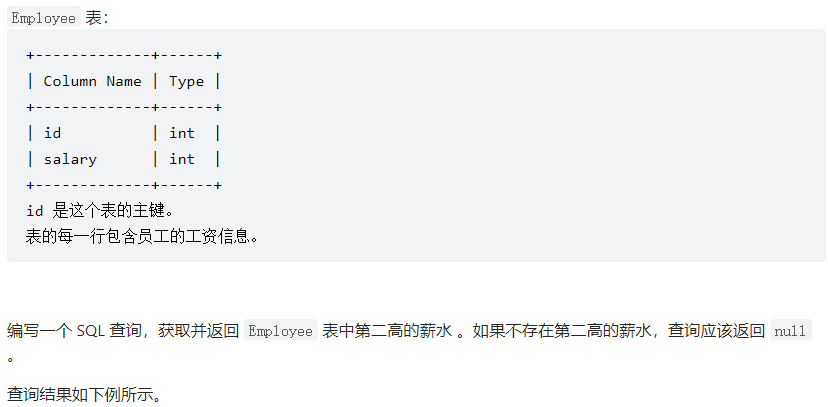 Employee 表：
+-------------+------+
| Column Name | Type |
+-------------+------+
| id          | int  |
| salary      | int  |
+-------------+------+
id 是这个表的主键。
表的每一行包含员工的工资信息。
编写一个 SQL 查询，获取并返回 Employee 表中第二高的薪水 。如果不存在第二高的薪水，查询应该返回 null
。
查询结果如下例所示。